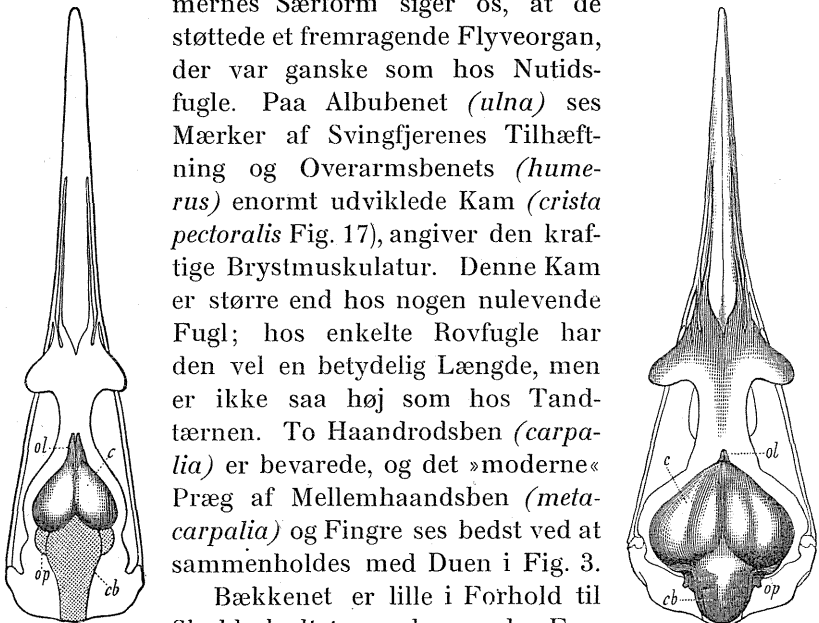 mernes Særform siger os, at de
støttede et fremragende Flyveorgan,
der var ganske som hos Nutids-
fugle. Paa Albubenet (ulna) ses
Mærker af Svingfjerenes Tilhæft-
ning og Overarmsbenets (hume-
rus) enormt udviklede Kam (crista
pectoralis Fig. 17), angiver den kraf-
tige Brystmuskulatur. Denne Kam
er større end hos nogen nulevende
Fugl; hos enkelte Rovfugle har
den vel en betydelig Længde, men
er ikke saa høj som hos Tand-
tærnen. To Haandrodsben (carpa-
lia) er bevarede, og det »moderne«
Præg af Mellemhaandsben (meta-
carpalia) og Fingre ses bedst ved at
sammenholdes med Duen i Fig. 3.
Bækkenet er lille i Forhold til
ol
c
op
cb
ol
c
op
cb